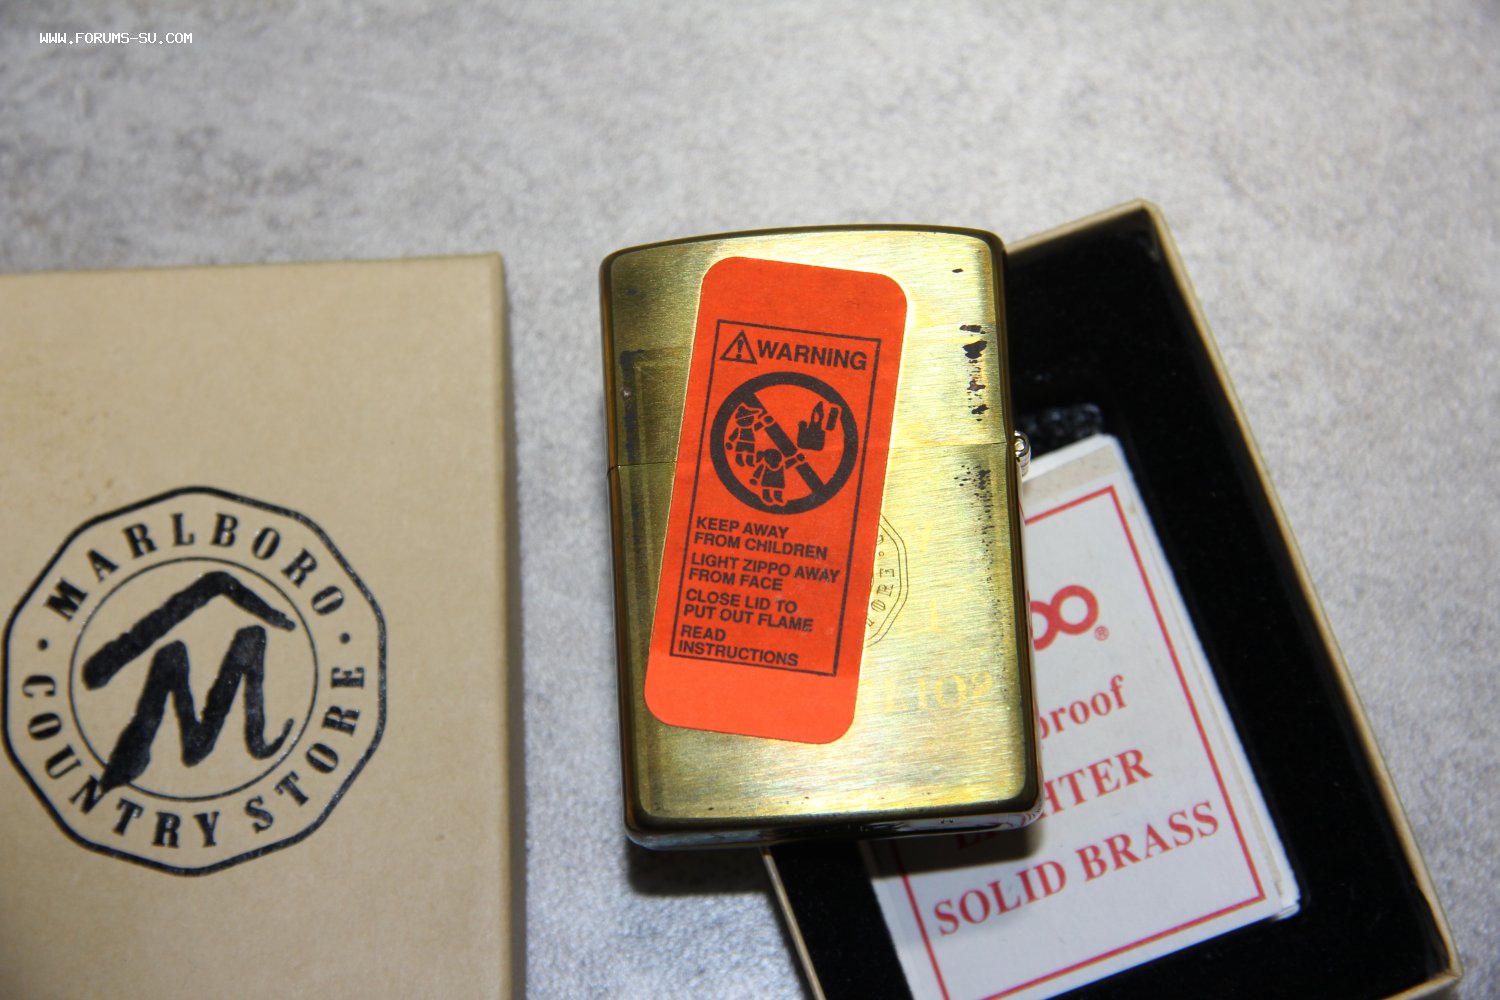 WWW.FORUMS-SU.COM
MARLBORO
COUNTRY STORE
M
WARNING
KEEP AWAY
FROM CHILDREN
LIGHT ZIPPO AWAY
FROM FACE
CLOSE LID TO
PUT OUT FLAME
READ
INSTRUCTIONS
SOLID BRASS